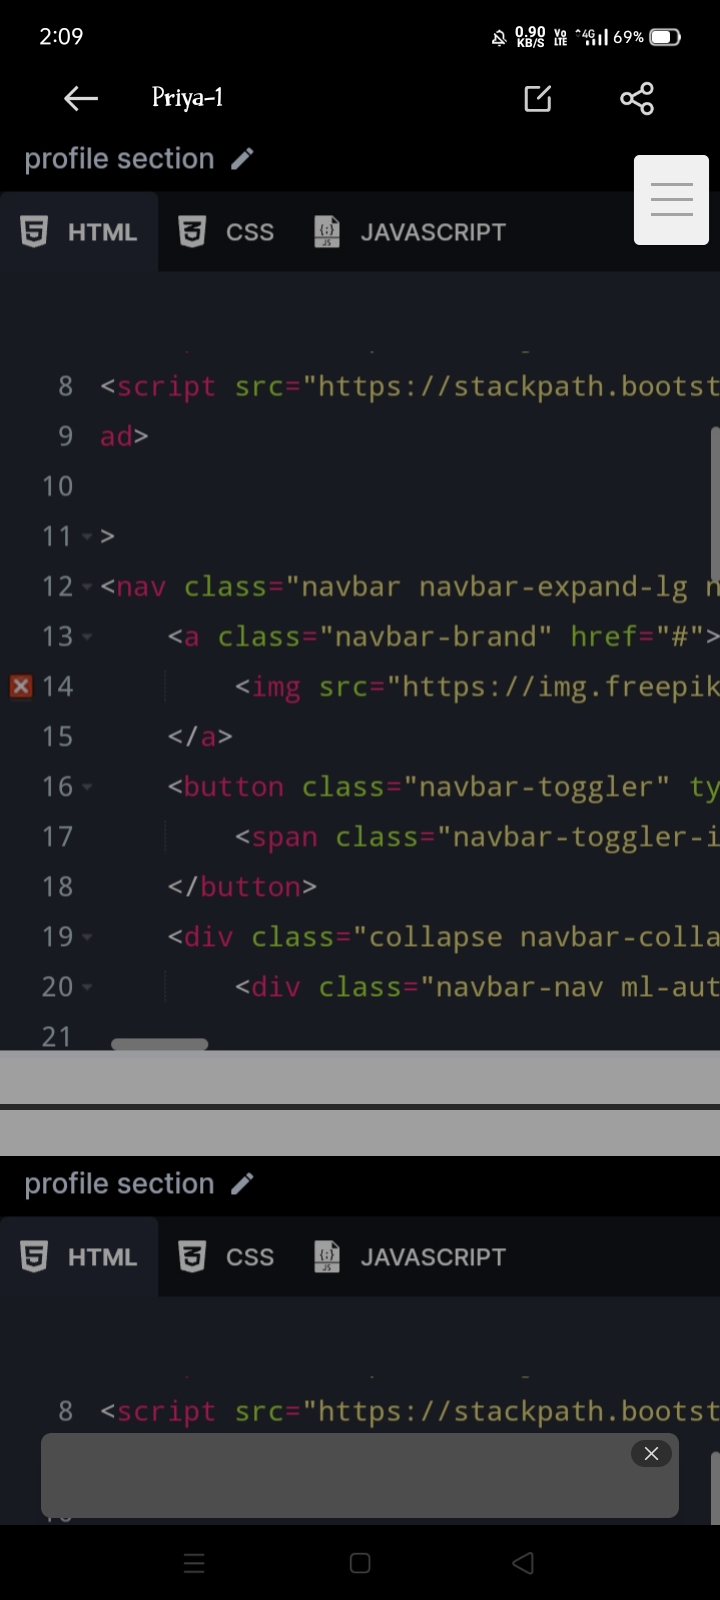 2:09 0.90 KB/S Vo LTE 4G 69%
Priya-1
profile section
HTML CSS JAVASCRIPT
8 <script src="https://stackpath.bootst
9 ad>
10
11 >
12 <nav class="navbar navbar-expand-lg n
13 <a class="navbar-brand" href="#">
14 <img src="https://img.freepik
15 </a>
16 <button class="navbar-toggler" ty
17 <span class="navbar-toggler-i
18 </button>
19 <div class="collapse navbar-colla
20 <div class="navbar-nav ml-aut
21
profile section
HTML CSS JAVASCRIPT
8 <script src="https://stackpath.bootst